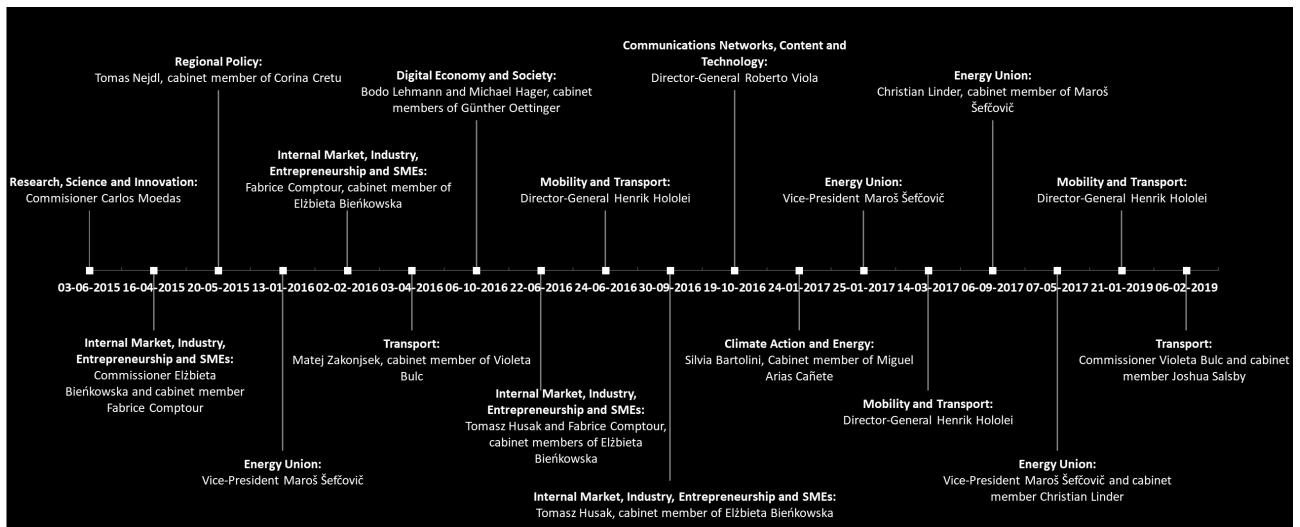 Research, Science and Innovation:
Commisioner Carlos Moedas
Regional Policy:
Tomas Nejdl, cabinet member of Corina Cretu
Internal Market, Industry,
Entrepreneurship and SMEs:
Fabrice Comptour, cabinet member of
Elżbieta Bieńkowska
Digital Economy and Society:
Bodo Lehmann and Michael Hager, cabinet
members of Günther Oettinger
Mobility and Transport:
Director-General Henrik Hololei
Communications Networks, Content and
Technology:
Director-General Roberto Viola
Energy Union:
Vice-President Maroš Šefčovič
Energy Union:
Christian Linder, cabinet member of Maroš
Šefčovič
Mobility and Transport:
Director-General Henrik Hololei
03-06-2015 16-04-2015 20-05-2015 13-01-2016 02-02-2016 03-04-2016 06-10-2016 22-06-2016 24-06-2016 30-09-2016 19-10-2016 24-01-2017 25-01-2017 14-03-2017 06-09-2017 07-05-2017 21-01-2019 06-02-2019
Internal Market, Industry,
Entrepreneurship and SMEs:
Commissioner Elżbieta
Bieńkowska and cabinet member
Fabrice Comptour
Energy Union:
Vice-President Maroš Šefčovič
Transport:
Matej Zakonjsek, cabinet member of Violeta
Bulc
Internal Market, Industry,
Entrepreneurship and SMEs:
Tomasz Husak and Fabrice Comptour,
cabinet members of Elżbieta
Bieńkowska
Internal Market, Industry, Entrepreneurship and SMEs:
Tomasz Husak, cabinet member of Elżbieta Bieńkowska
Climate Action and Energy:
Silvia Bartolini, Cabinet member of Miguel
Arias Cañete
Mobility and Transport:
Director-General Henrik Hololei
Energy Union:
Vice-President Maroš Šefčovič and cabinet
member Christian Linder
Transport:
Commissioner Violeta Bulc and cabinet
member Joshua Salsby